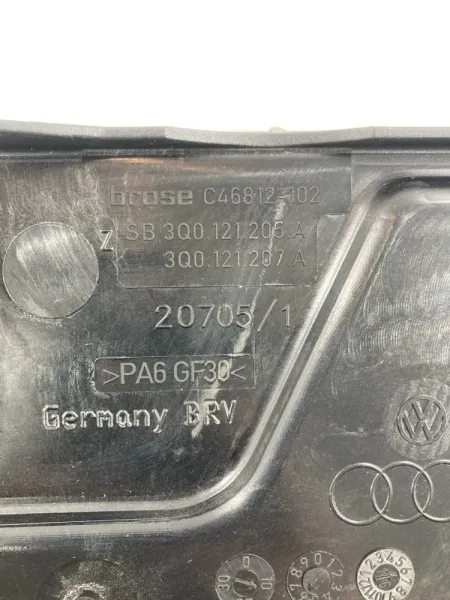 brose C46812-102
SB 3Q0.121.205 A
Z
3Q0.121.207 A
20705/1
>PA6 GF30<
Germany BRV